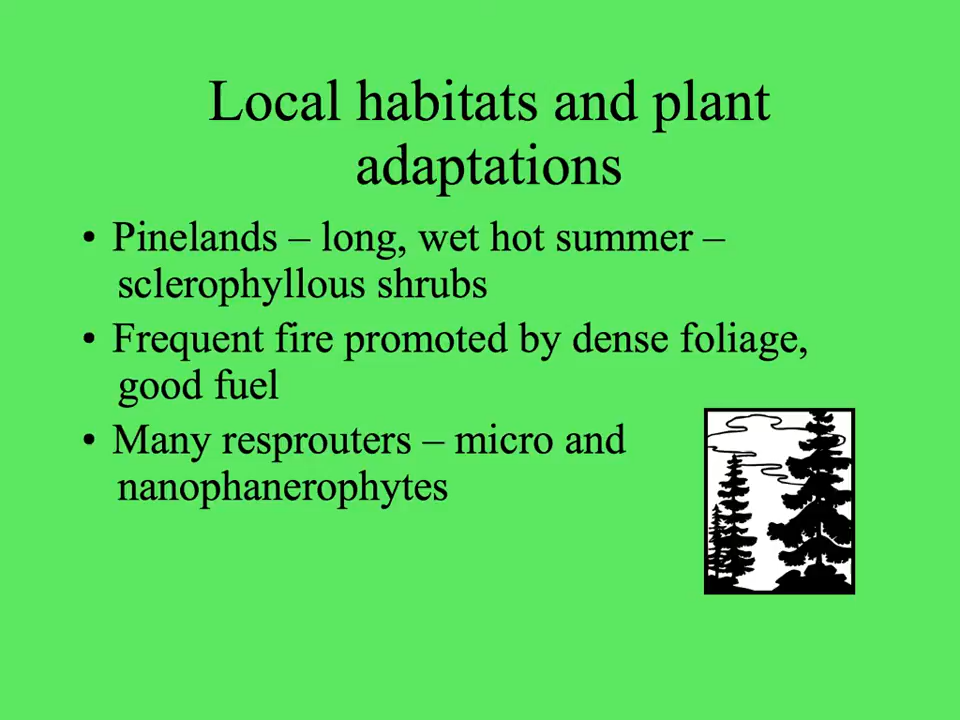 Local habitats and plant
adaptations
• Pinelands – long, wet hot summer –
sclerophyllous shrubs
• Frequent fire promoted by dense foliage,
good fuel
• Many resprouters – micro and
nanophanerophytes